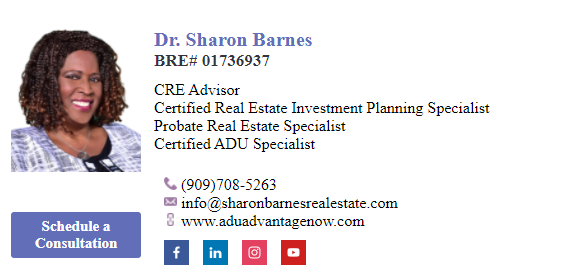 Dr. Sharon Barnes
BRE# 01736937
CRE Advisor
Certified Real Estate Investment Planning Specialist
Probate Real Estate Specialist
Certified ADU Specialist
(909)708-5263
info@sharonbarnesrealestate.com
www.aduadvantagenow.com
Schedule a
Consultation